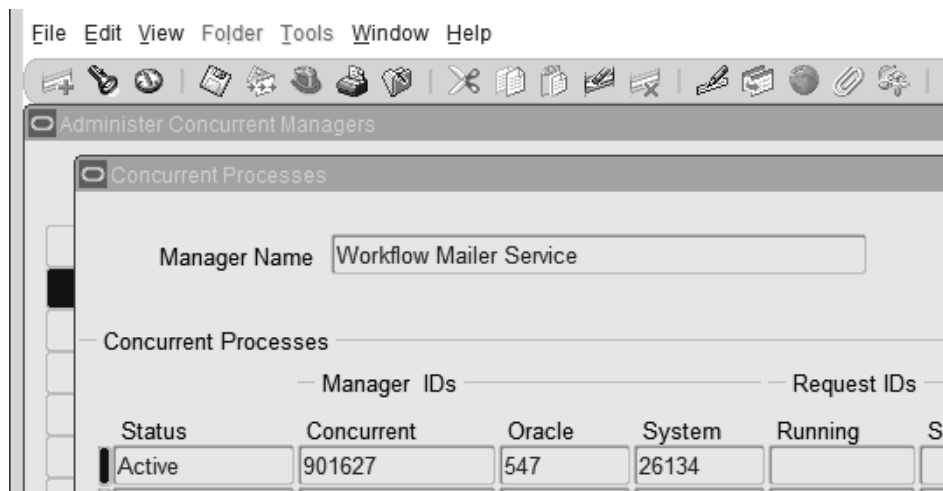 File Edit View Folder Tools Window Help
Administer Concurrent Managers
Concurrent Processes
Manager Name Workflow Mailer Service
Concurrent Processes
Manager IDs Request IDs
Status Concurrent Oracle System Running
Active 901627 547 26134